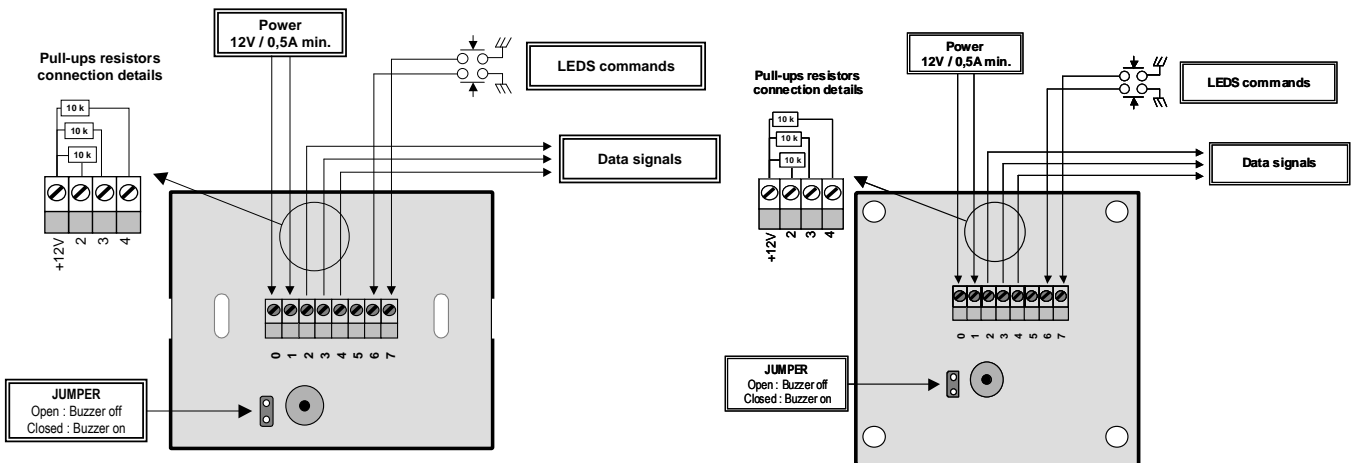 Power
12V / 0,5A min.
Pull-ups resistors
connection details
LEDS commands
10 k
10 k
10 k
Data signals
+12V
2
3
4
0
1
2
3
4
5
6
7
JUMPER
Open : Buzzer off
Closed : Buzzer on
Power
12V / 0,5A min.
Pull-ups resistors
connection details
LEDS commands
10 k
10 k
10 k
Data signals
+12V
2
3
4
0
1
2
3
4
5
6
7
JUMPER
Open : Buzzer off
Closed : Buzzer on